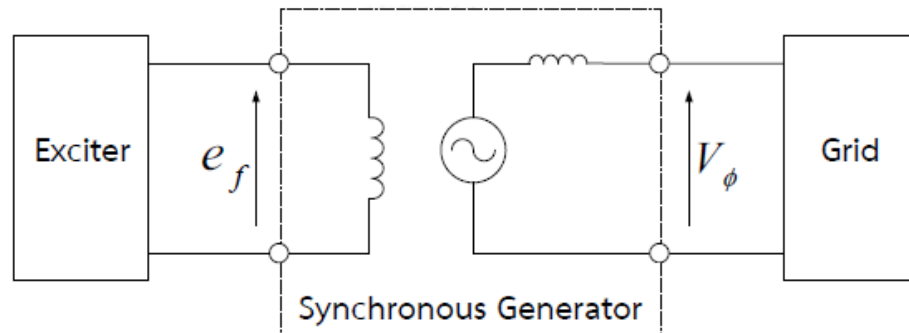 Exciter
e_f
V_ϕ
Grid
Synchronous Generator